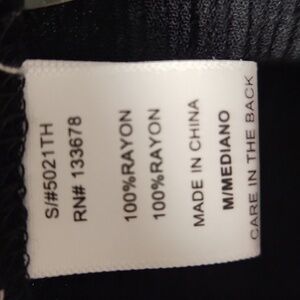 S/#5021TH
RN# 133678
100%RAYON
100%RAYON
MADE IN CHINA
M/MEDIANO
CARE IN THE BACK